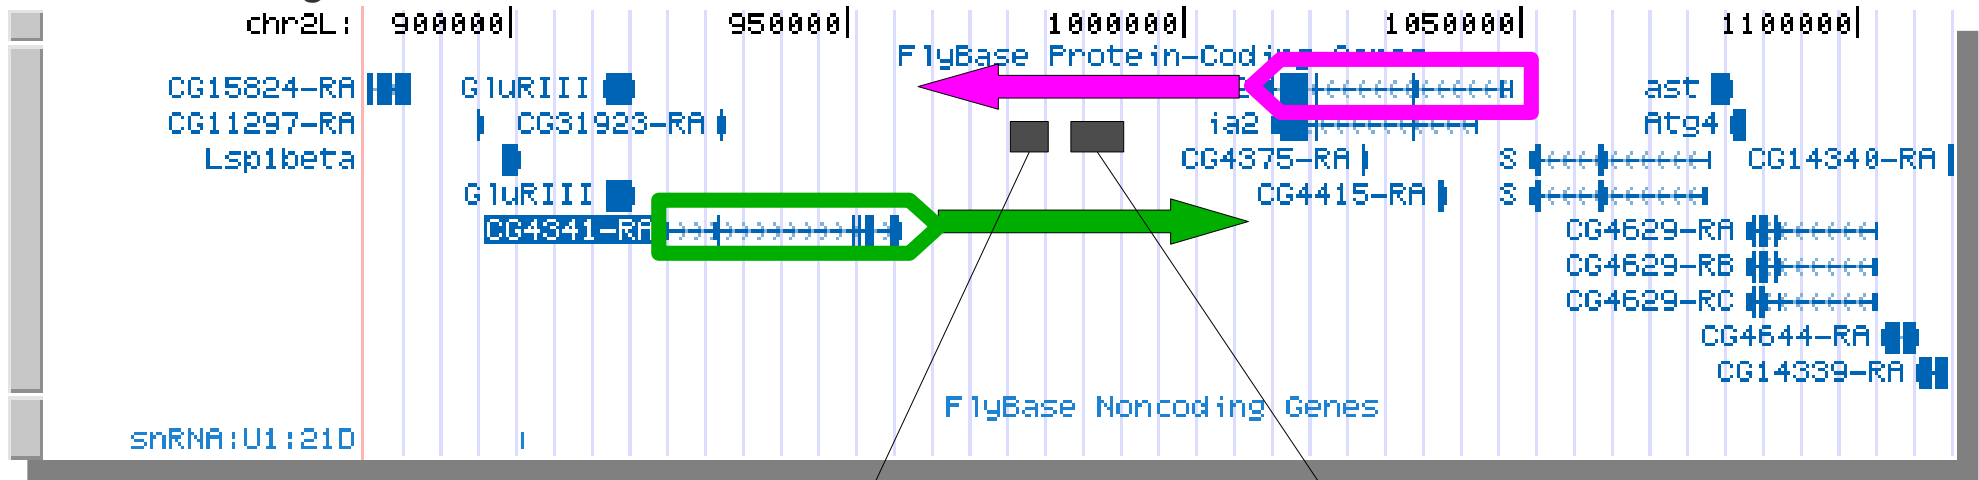 chr2L: 900000 950000 1000000 1050000 1100000
FlyBase Protein-Coding Genes
CG15824-RA GluRIII ast
CG11297-RA CG31923-RA ia2 Atg4
Lsp1beta CG4375-RA S CG14340-RA
GluRIII CG4415-RA S
CG4341-RA CG4629-RA
CG4629-RB
CG4629-RC
CG4644-RA
CG14339-RA
FlyBase Noncoding Genes
snRNA:U1:21D